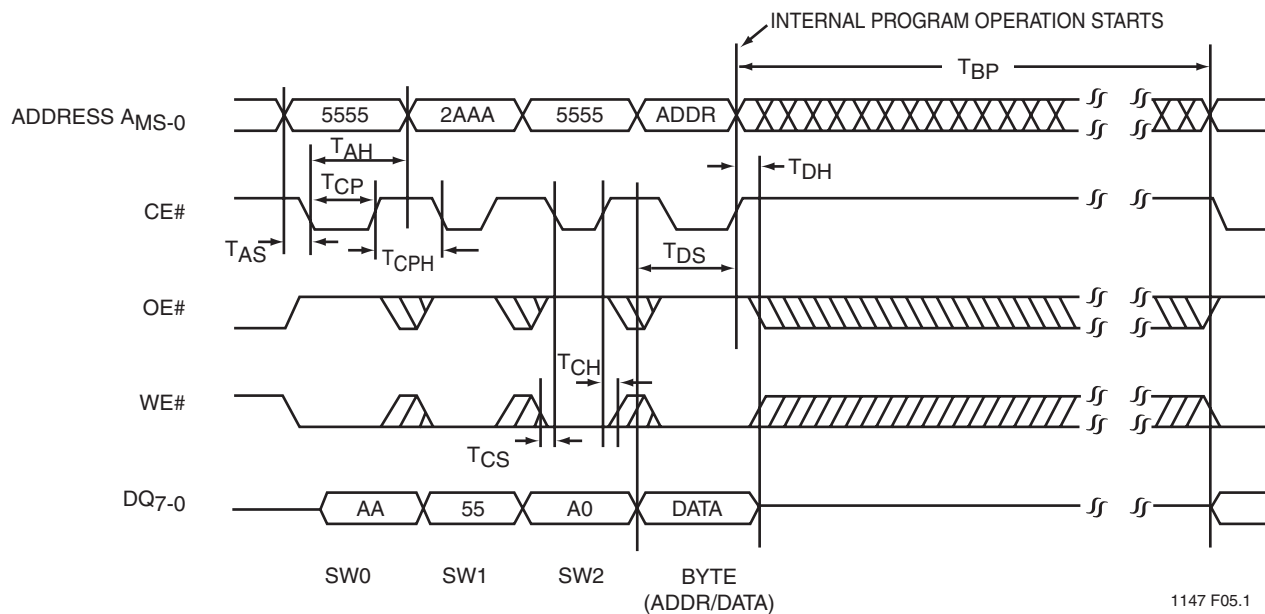 INTERNAL PROGRAM OPERATION STARTS
TBP
ADDRESS AMS-0
5555
2AAA
5555
ADDR
TAH
TDH
TCP
CE#
TAS
TCPH
TDS
OE#
TCH
WE#
TCS
DQ7-0
AA
55
A0
DATA
SW0
SW1
SW2
BYTE
(ADDR/DATA)
1147 F05.1